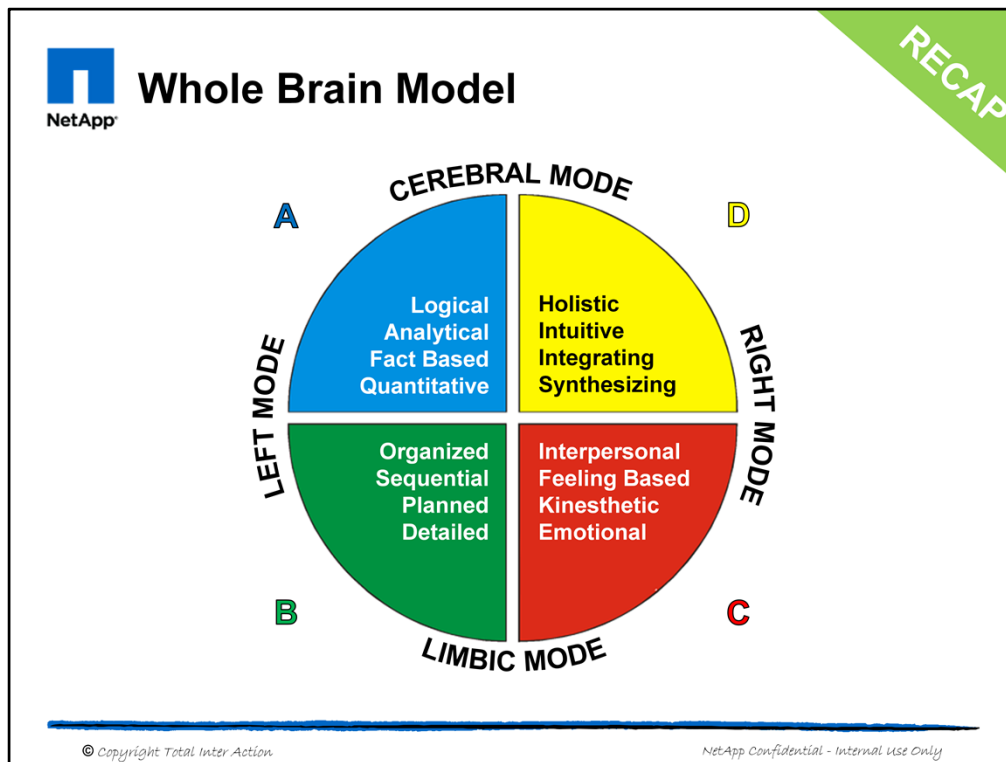 RECAP
NetApp
Whole Brain Model
CEREBRAL MODE
A
D
LEFT MODE
RIGHT MODE
Logical
Analytical
Fact Based
Quantitative
Holistic
Intuitive
Integrating
Synthesizing
Organized
Sequential
Planned
Detailed
Interpersonal
Feeling Based
Kinesthetic
Emotional
B
C
LIMBIC MODE
© Copyright Total Inter Action
NetApp Confidential - Internal Use Only